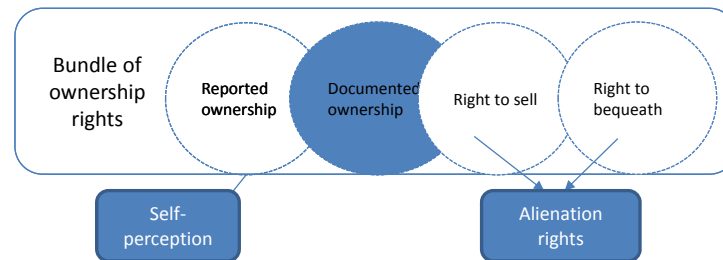 Bundle of
ownership
rights
Reported
ownership
Documented
ownership
Right to sell
Right to
bequeath
Self-
perception
Alienation
rights